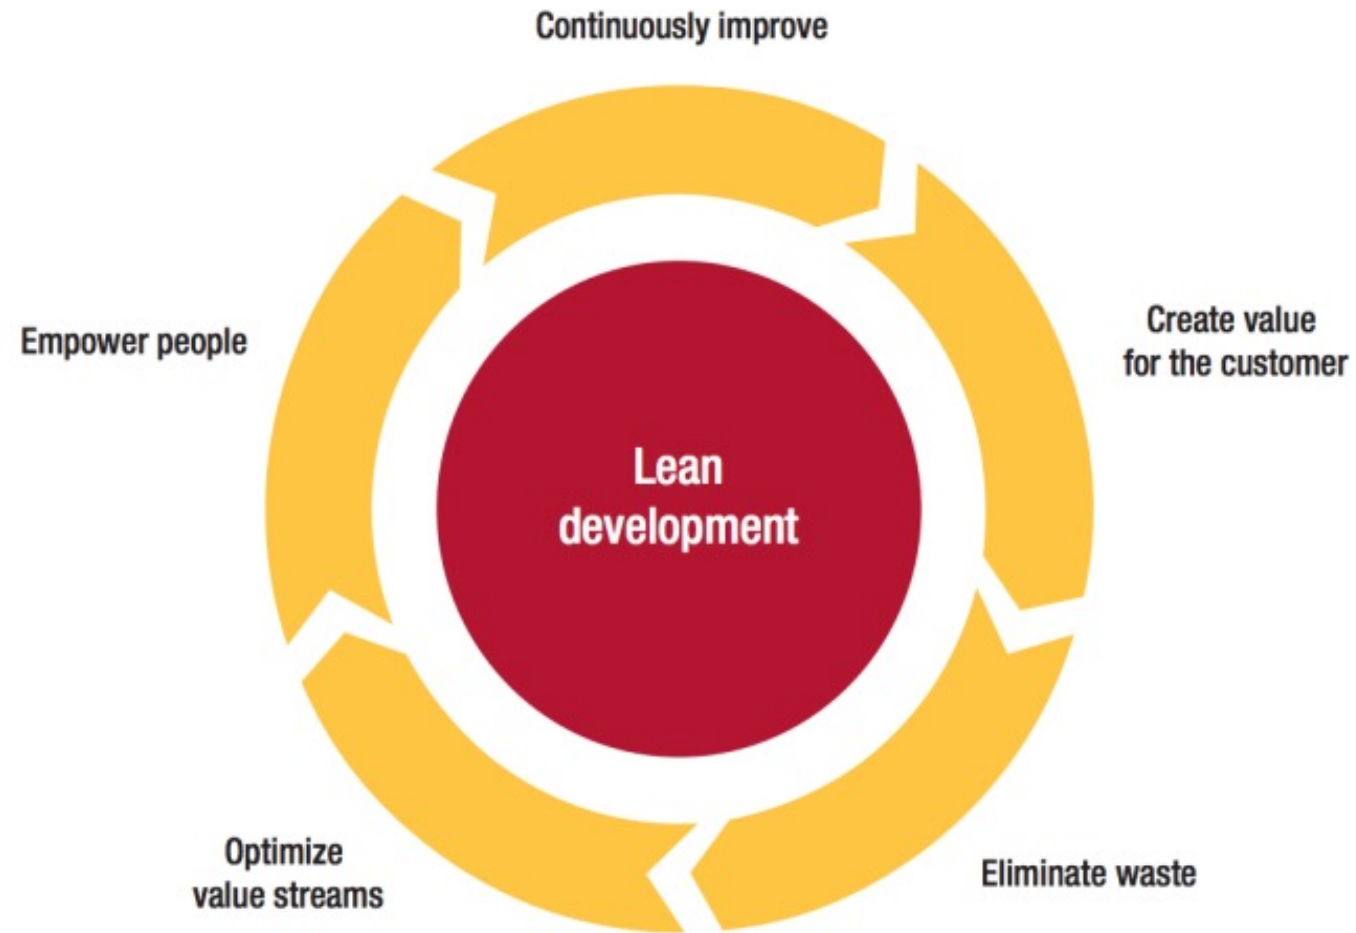 Continuously improve
Create value
for the customer
Eliminate waste
Optimize
value streams
Empower people
Lean
development